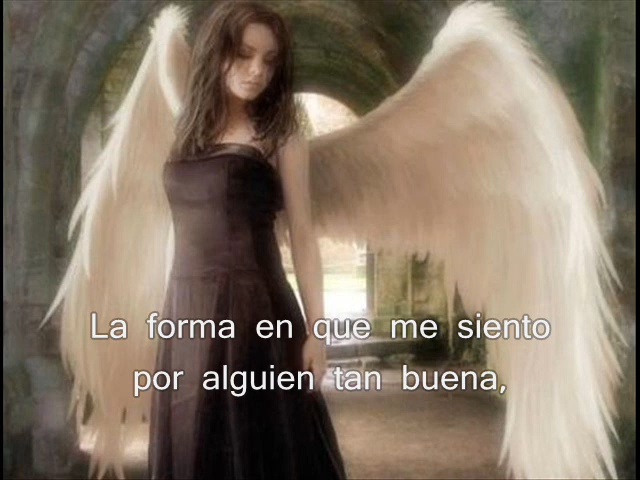 La forma en que me siento
por alguien tan buena,